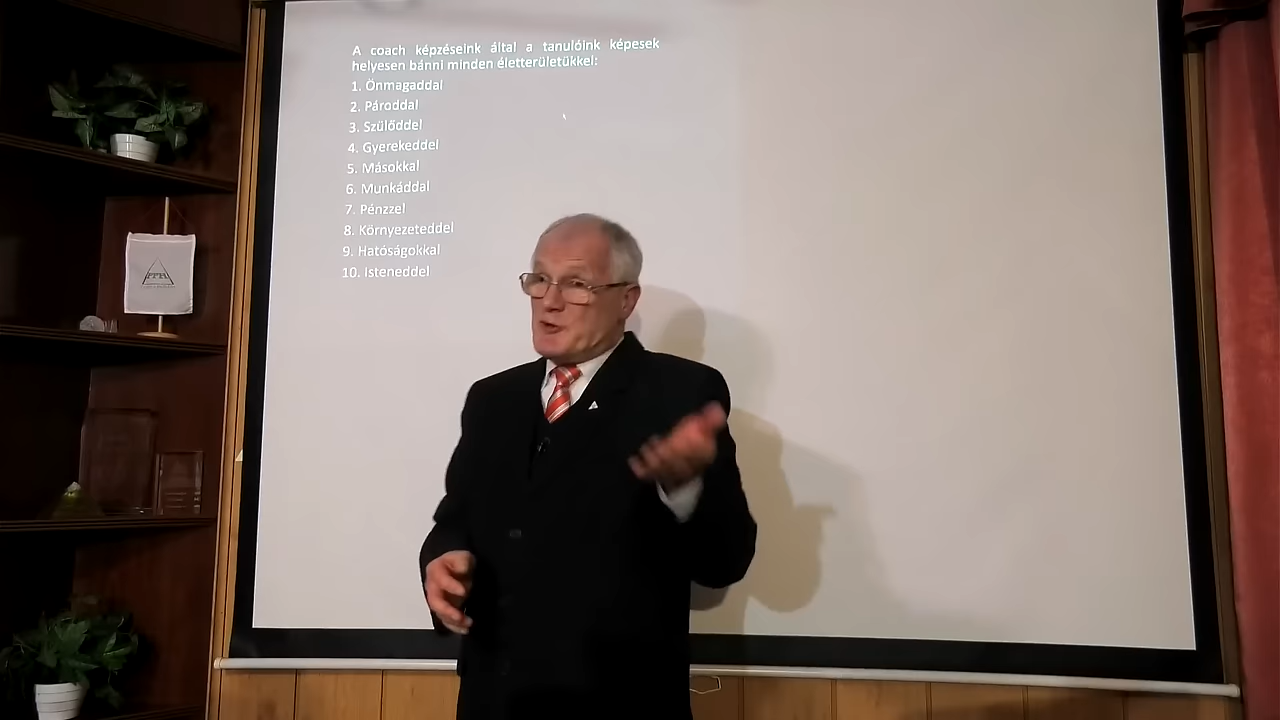 A coach képzéseink által a tanulóink képesek
helyesen bánni minden életterületükkel:
1. Önmagaddal
2. Pároddal
3. Szülőddel
4. Gyerekeddel
5. Másokkal
6. Munkáddal
7. Pénzzel
8. Környezeteddel
9. Hatóságokkal
10. Isteneddel